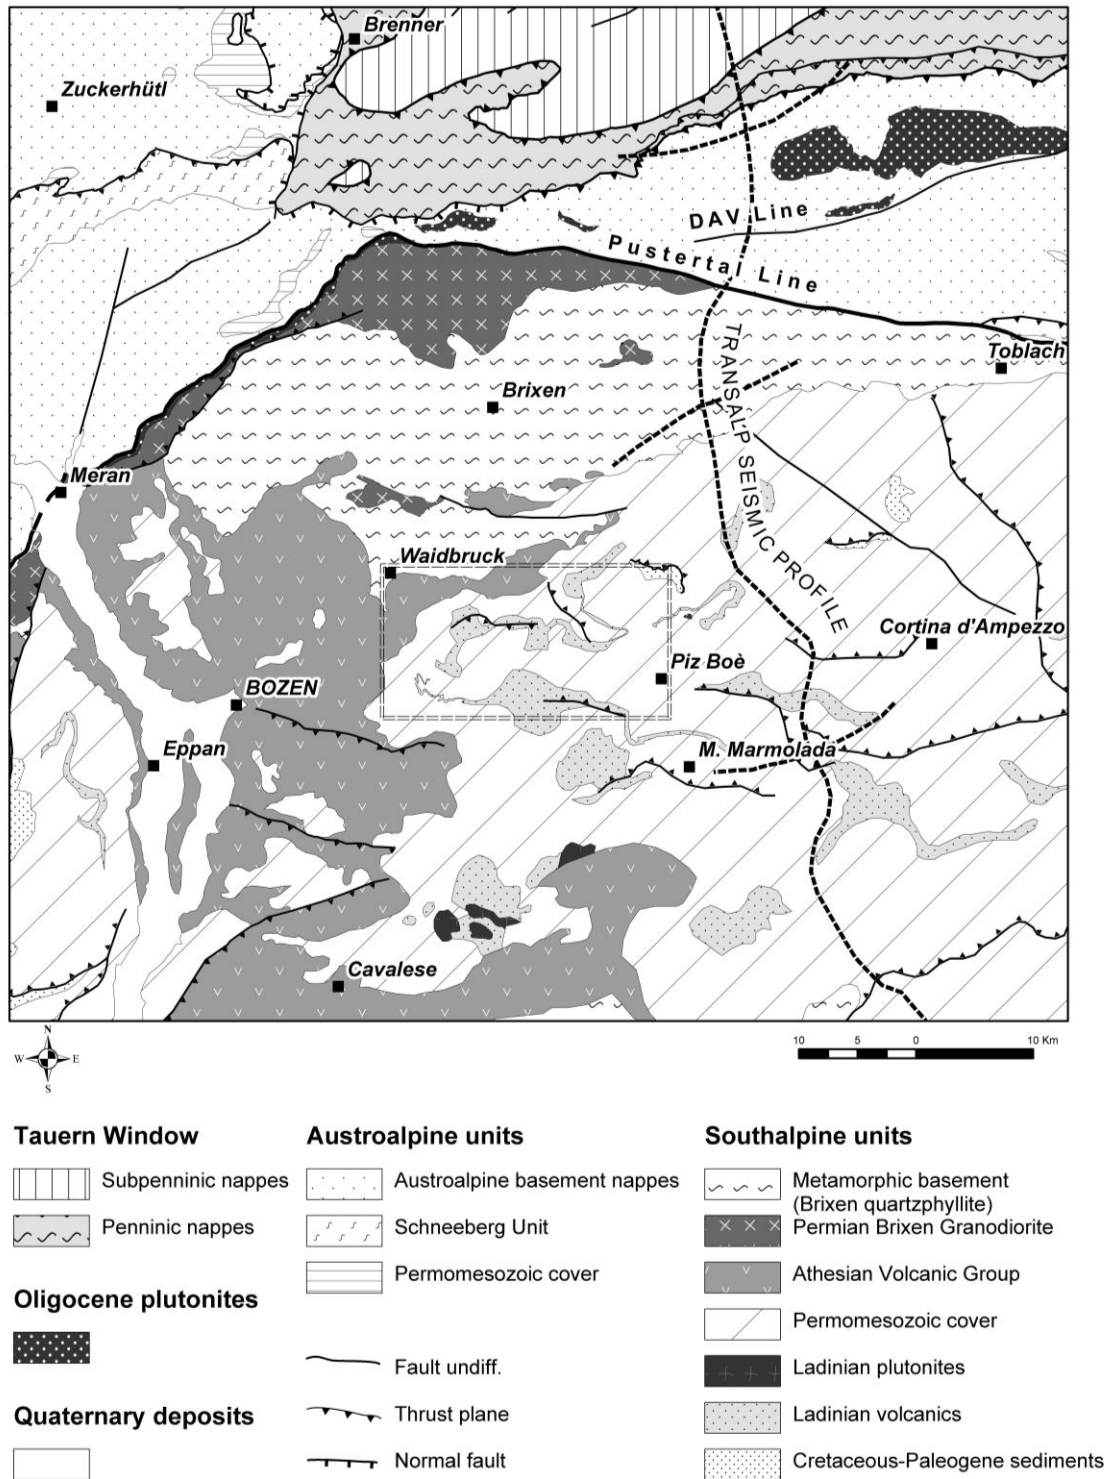 Brenner
Zuckerhütl
DAV Line
Pustertal Line
TRANSALP SEISMIC PROFILE
Toblach
Brixen
Meran
Waidbruck
Cortina d'Ampezzo
Piz Boè
BOZEN
Eppan
M. Marmolada
Cavalese
N
W E
S
10 5 0 10 Km
Tauern Window
Subpenninic nappes
Penninic nappes
Oligocene plutonites
Quaternary deposits
Austroalpine units
Austroalpine basement nappes
Schneeberg Unit
Permomesozoic cover
Fault undiff.
Thrust plane
Normal fault
Southalpine units
Metamorphic basement
(Brixen quartzphyllite)
Permian Brixen Granodiorite
Athesian Volcanic Group
Permomesozoic cover
Ladinian plutonites
Ladinian volcanics
Cretaceous-Paleogene sediments